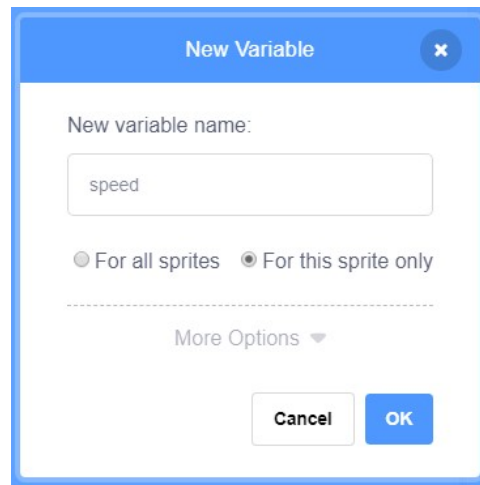 New Variable
New variable name:
speed
For all sprites For this sprite only
More Options
Cancel OK